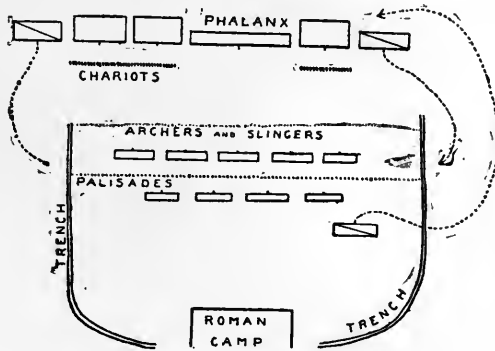 PHALANX
CHARIOTS
ARCHERS AND SLINGERS
PALISADES
TRENCH
TRENCH
ROMAN
CAMP